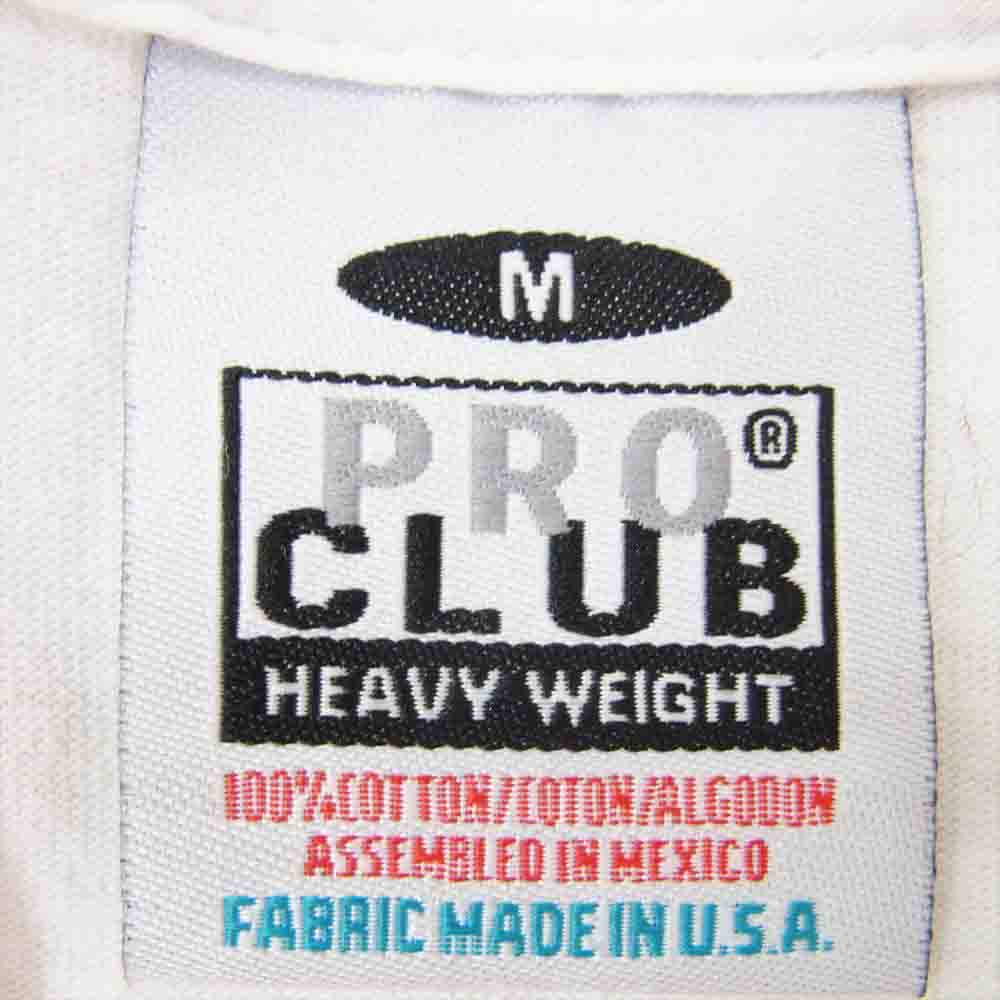 M
PRO®
CLUB
HEAVY WEIGHT
100%COTTON/COTON/ALGODON
ASSEMBLED IN MEXICO
FABRIC MADE IN U.S.A.